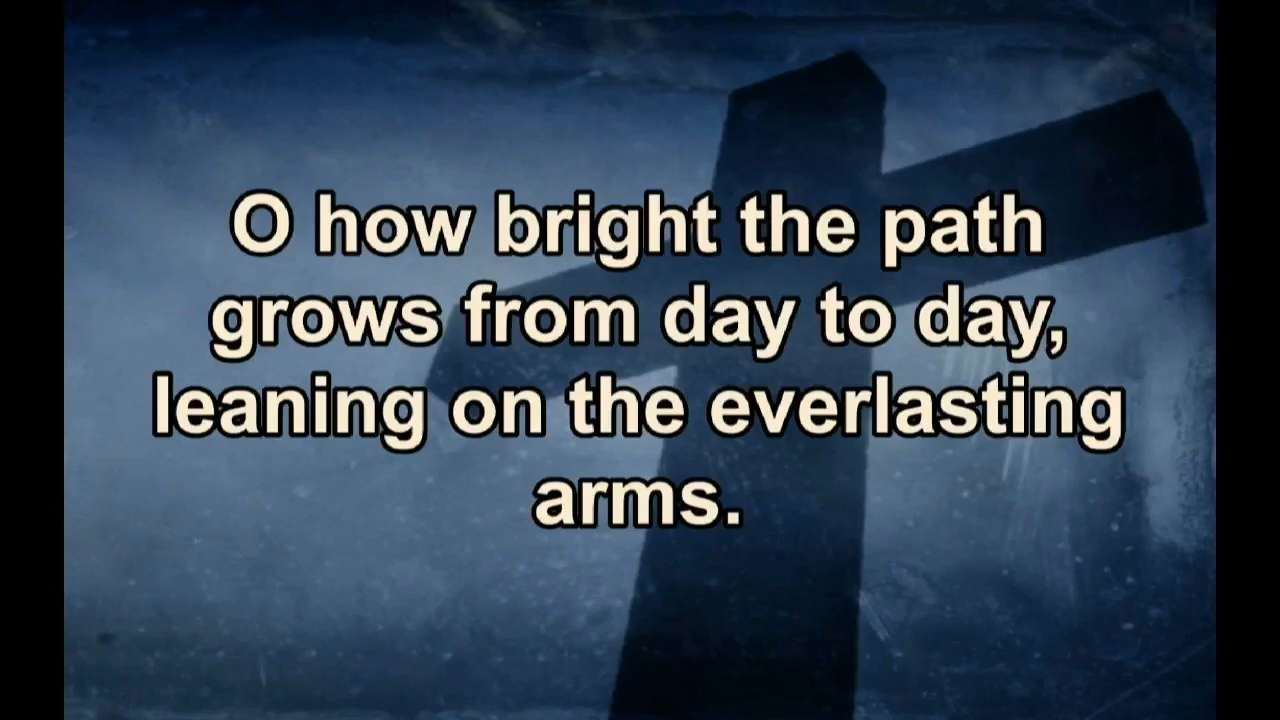 O how bright the path
grows from day to day,
leaning on the everlasting
arms.